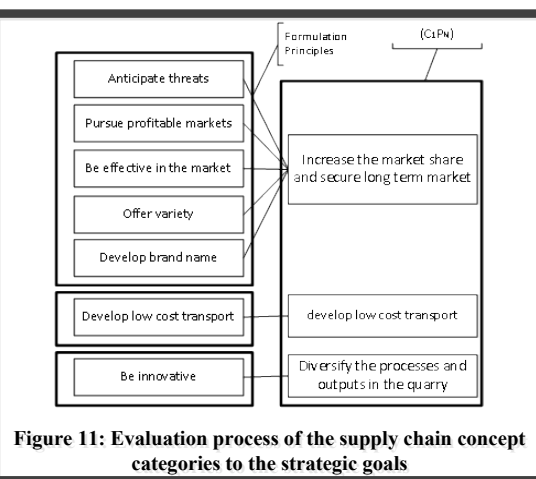 Formulation
Principles
(C1PN)
Anticipate threats
Pursue profitable markets
Be effective in the market
Offer variety
Develop brand name
Increase the market share
and secure long term market
Develop low cost transport
develop low cost transport
Be innovative
Diversify the processes and
outputs in the quarry
Figure 11: Evaluation process of the supply chain concept
categories to the strategic goals